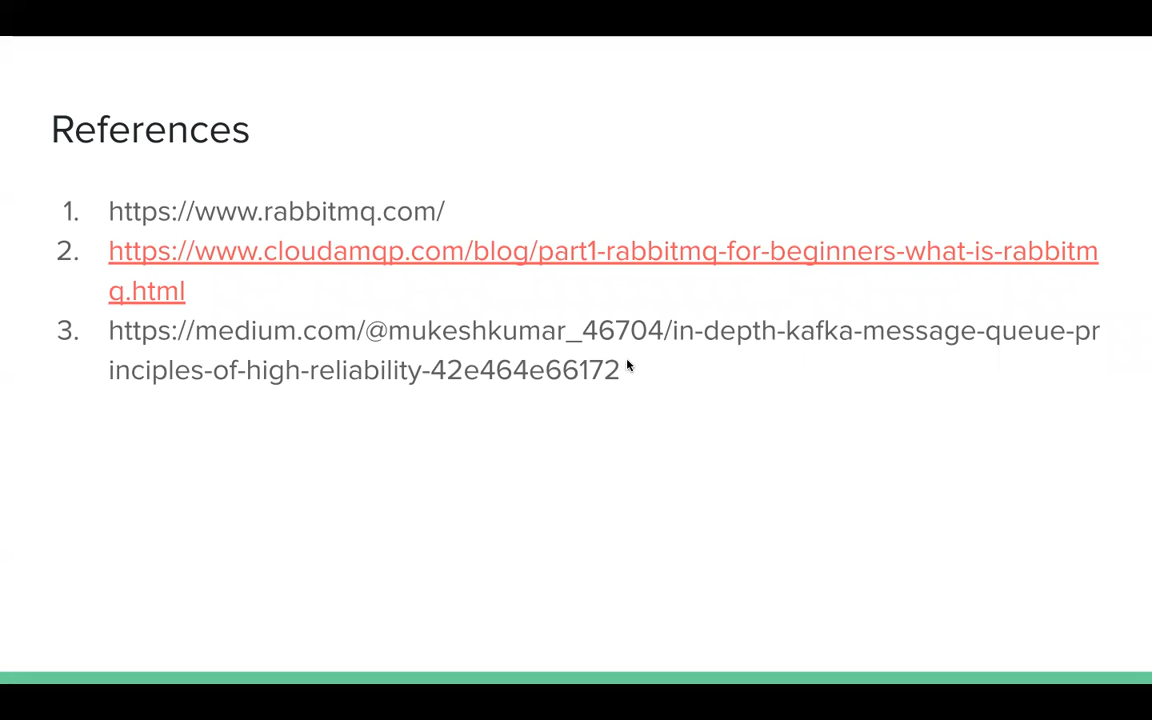 References
1. https://www.rabbitmq.com/
2. https://www.cloudamqp.com/blog/part1-rabbitmq-for-beginners-what-is-rabbitm
q.html
3. https://medium.com/@mukeshkumar_46704/in-depth-kafka-message-queue-pr
inciples-of-high-reliability-42e464e66172